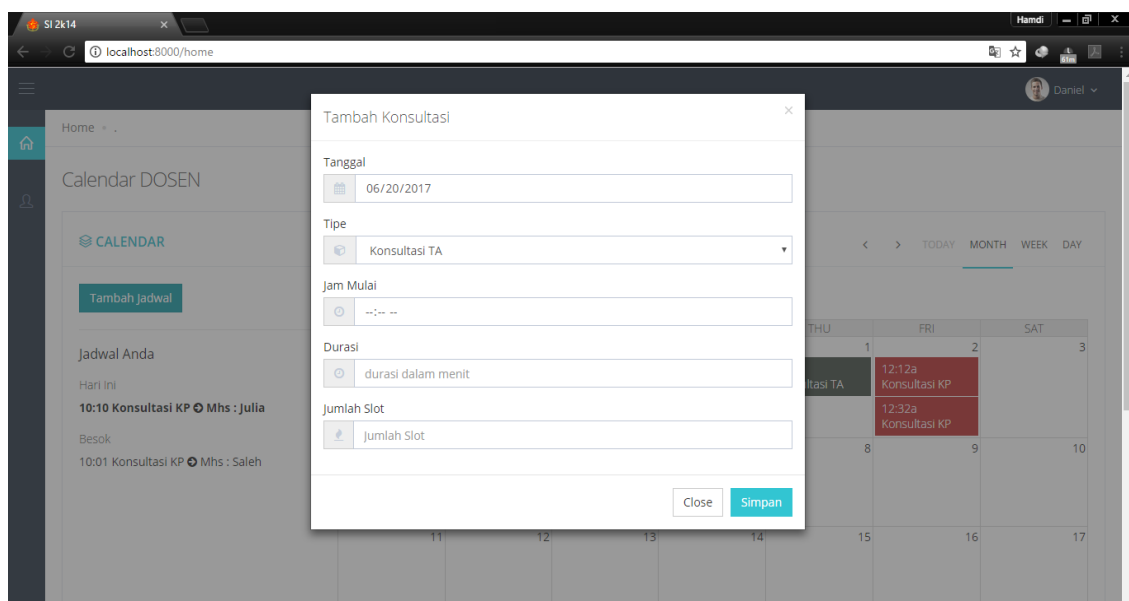 SI 2k14
Hamdi
localhost:8000/home
61m
Daniel
Home
Calendar DOSEN
CALENDAR
Tambah Jadwal
Jadwal Anda
Hari Ini
10:10 Konsultasi KP Mhs : Julia
Besok
10:01 Konsultasi KP Mhs : Saleh
Tambah Konsultasi
×
Tanggal
06/20/2017
Tipe
Konsultasi TA
Jam Mulai
--:-- --
Durasi
durasi dalam menit
Jumlah Slot
Jumlah Slot
Close Simpan
TODAY MONTH WEEK DAY
THU FRI SAT
1 2 3
ltasi TA
12:12a
Konsultasi KP
12:32a
Konsultasi KP
8 9 10
11 12 13 14 15 16 17